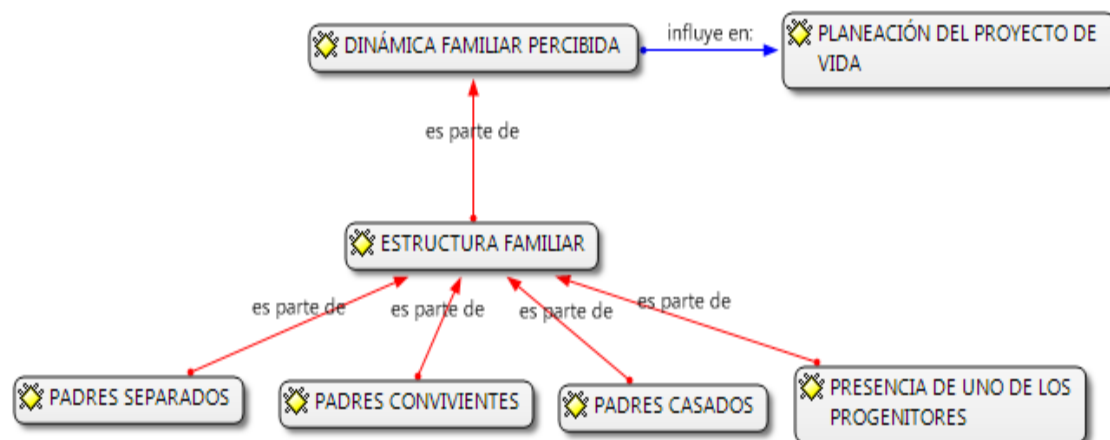 DINÁMICA FAMILIAR PERCIBIDA
influye en:
PLANEACIÓN DEL PROYECTO DE
VIDA
es parte de
ESTRUCTURA FAMILIAR
es parte de
es parte de
es parte de
es parte de
PADRES SEPARADOS
PADRES CONVIVIENTES
PADRES CASADOS
PRESENCIA DE UNO DE LOS
PROGENITORES